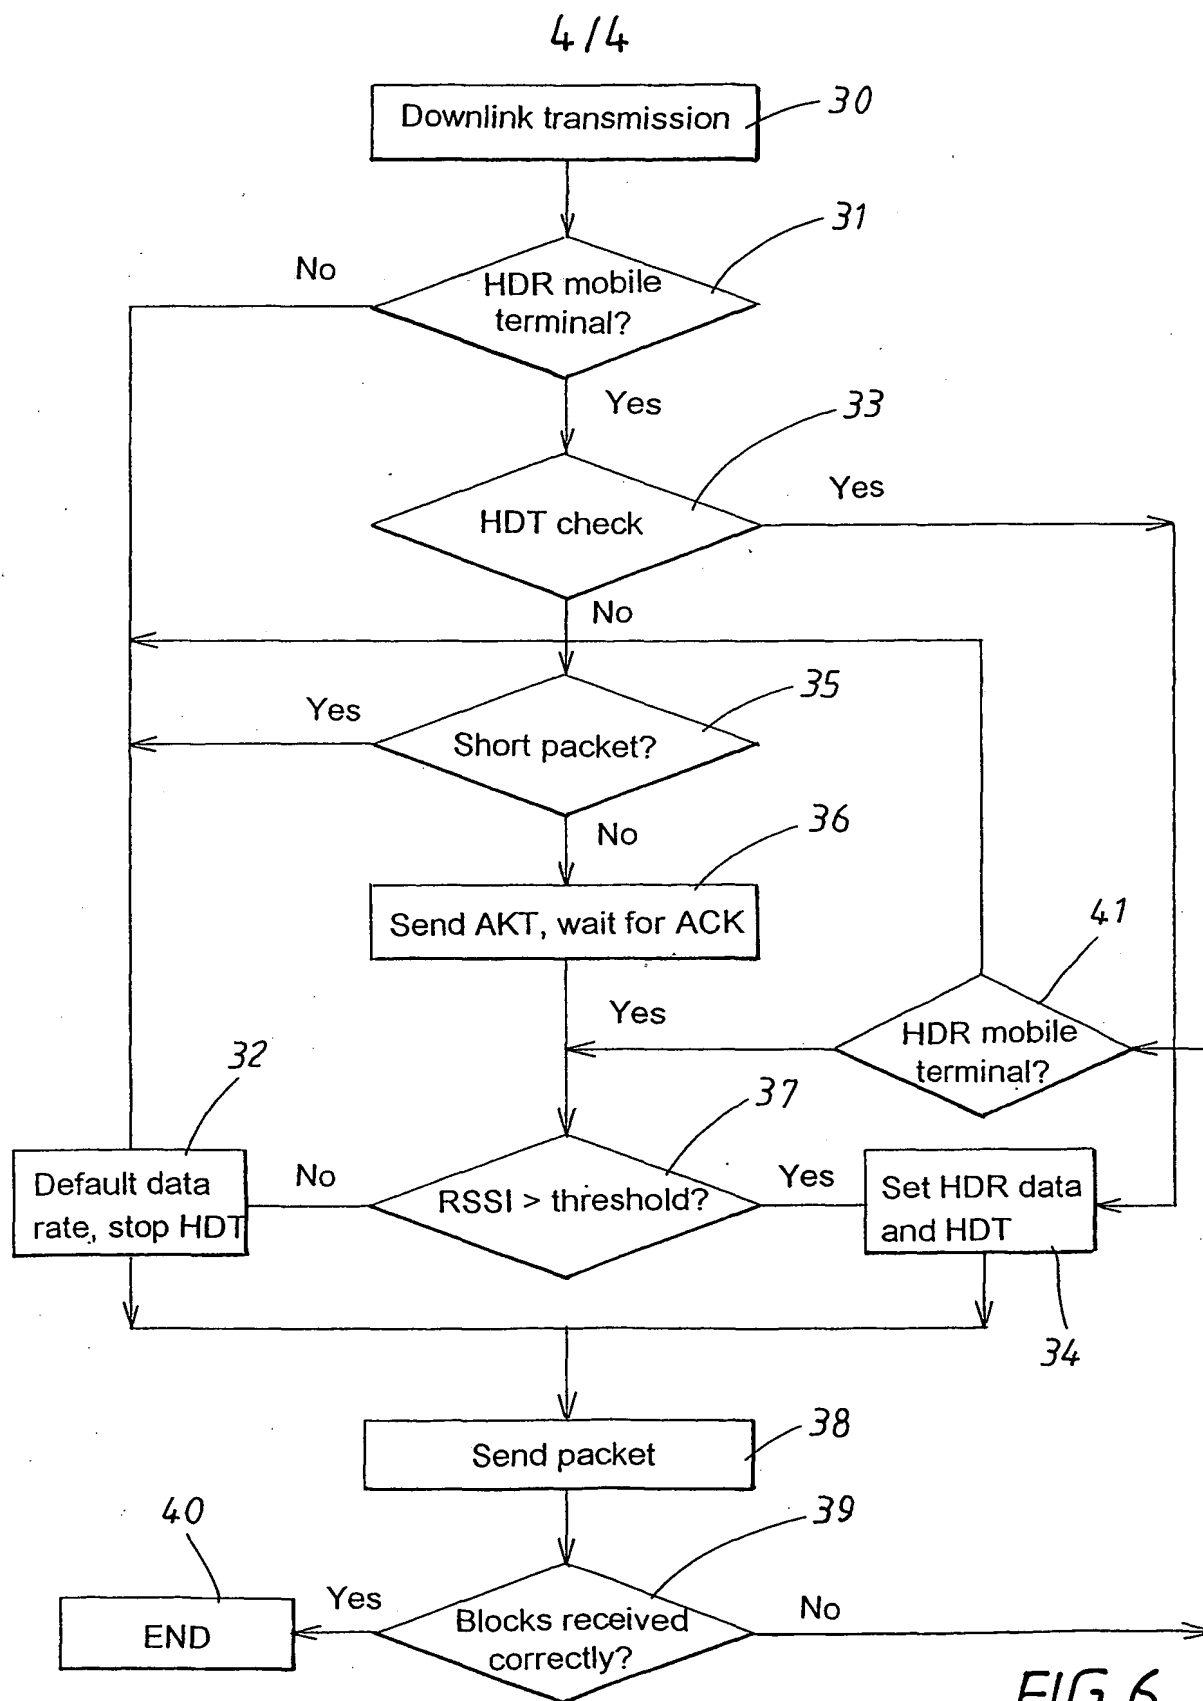 4/4
Downlink transmission
30
31
No
HDR mobile
terminal?
Yes
33
Yes
HDT check
No
35
Yes
Short packet?
36
No
Send AKT, wait for ACK
41
Yes
HDR mobile
terminal?
32
37
Default data
rate, stop HDT
No
RSSI > threshold?
Yes
Set HDR data
and HDT
34
38
Send packet
40
39
Yes
END
Blocks received
correctly?
No
FIG. 6